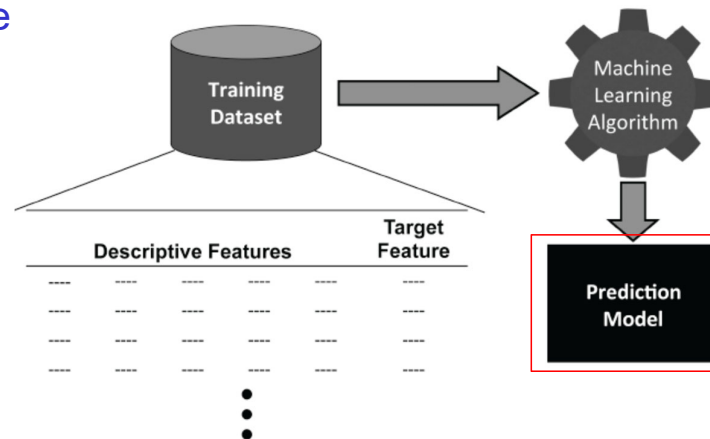 e
Training
Dataset
Machine
Learning
Algorithm
Descriptive Features
Target
Feature
---- ---- ---- ---- ---- ----
---- ---- ---- ---- ---- ----
---- ---- ---- ---- ---- ----
---- ---- ---- ---- ---- ----
Prediction
Model